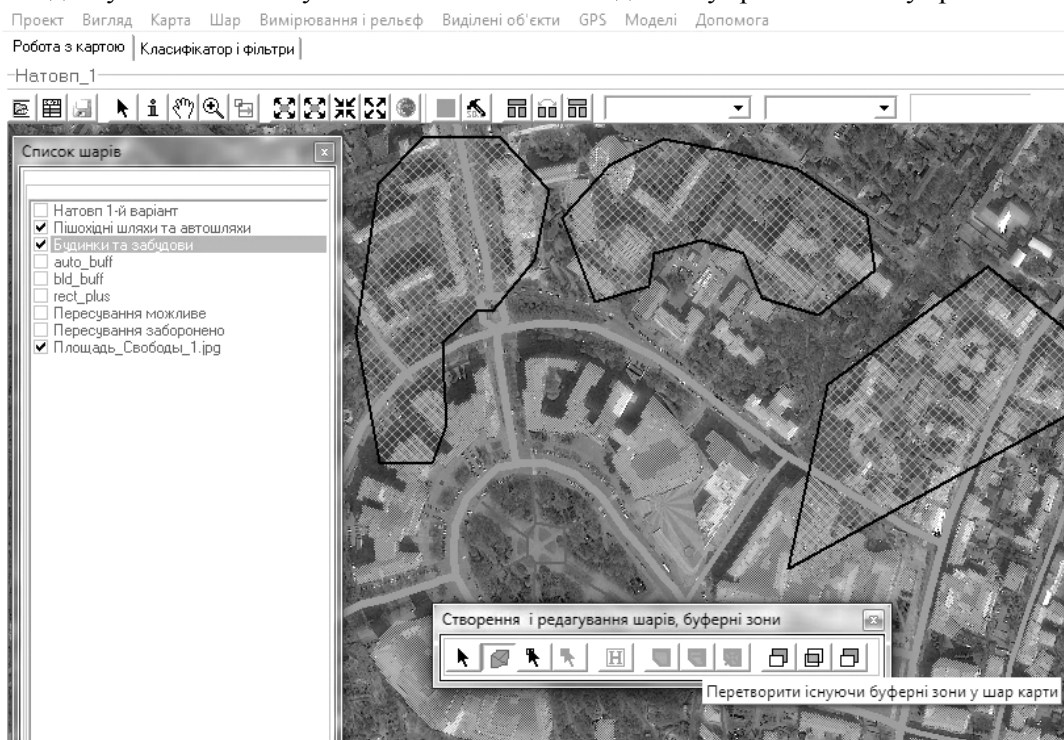 Проект Вигляд Карта Шар Вимірювання і рельєф Виділені об'єкти GPS Моделі Допомога
Робота з картою Класифікатор і фільтри
Натовп_1
Список шарів
Натовп 1-й варіант
Пішохідні шляхи та автошляхи
Будинки та забудови
auto_buff
bld_buff
rect_plus
Пересування можливе
Пересування заборонено
Площадь_Свободы_1.jpg
Створення і редагування шарів, буферні зони
H
Перетворити існуючи буферні зони у шар карти